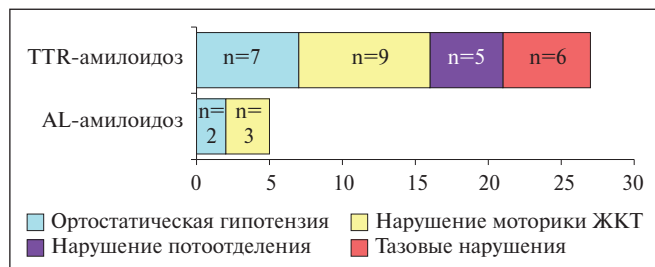 TTR-амилоидоз
n=7 n=9 n=5 n=6
AL-амилоидоз
n= n=
2 3
0 5 10 15 20 25 30
Ортостатическая гипотензия Нарушение моторики ЖКТ
Нарушение потоотделения Тазовые нарушения